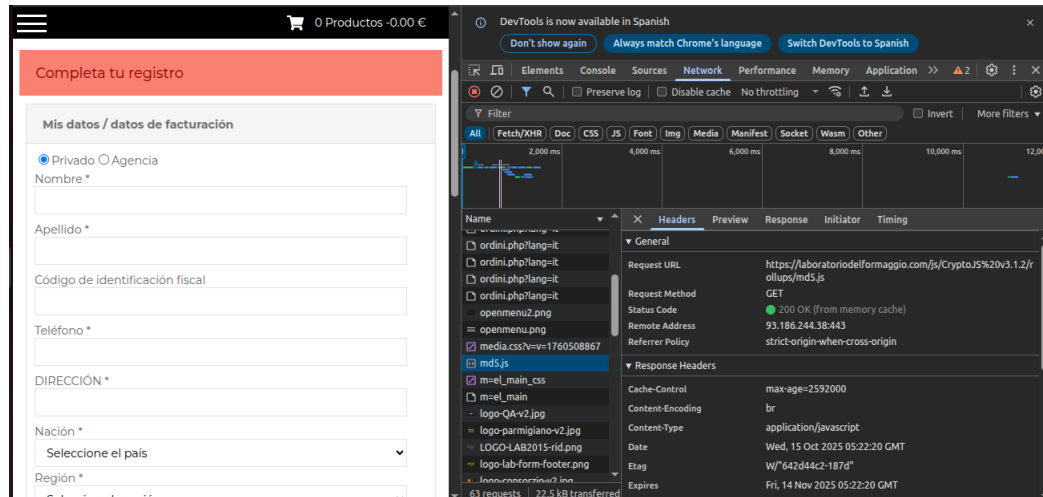 0 Productos -0.00 €
Completa tu registro
Mis datos / datos de facturación
Privado Agencia
Nombre *
Apellido *
Código de identificación fiscal
Teléfono *
DIRECCIÓN *
Nación *
Seleccione el país
Región *
DevTools is now available in Spanish
Don't show again Always match Chrome's language Switch DevTools to Spanish
Elements Console Sources Network Performance Memory Application 2
Preserve log Disable cache No throttling
Filter Invert More filters
All Fetch/XHR Doc CSS JS Font Img Media Manifest Socket Wasm Other
2,000 ms 4,000 ms 6,000 ms 8,000 ms 10,000 ms 12,00
Name
ordini.php?lang=it
ordini.php?lang=it
ordini.php?lang=it
ordini.php?lang=it
openmenu2.png
openmenu.png
media.css?v=v=1760508867
md5.js
m=el_main_css
m=el_main
logo-QA-v2.jpg
logo-parmigiano-v2.jpg
LOGO-LAB2015-rid.png
logo-lab-form-footer.png
logo-consorzio-v2.jpg
63 requests 22.5 kB transferred
Headers Preview Response Initiator Timing
General
Request URL https://laboratoriodelformaggio.com/js/CryptoJS%20v3.1.2/r
ollups/md5.js
Request Method GET
Status Code 200 OK (from memory cache)
Remote Address 93.186.244.38:443
Referrer Policy strict-origin-when-cross-origin
Response Headers
Cache-Control max-age=2592000
Content-Encoding br
Content-Type application/javascript
Date Wed, 15 Oct 2025 05:22:20 GMT
Etag W/"642d44c2-187d"
Expires Fri, 14 Nov 2025 05:22:20 GMT